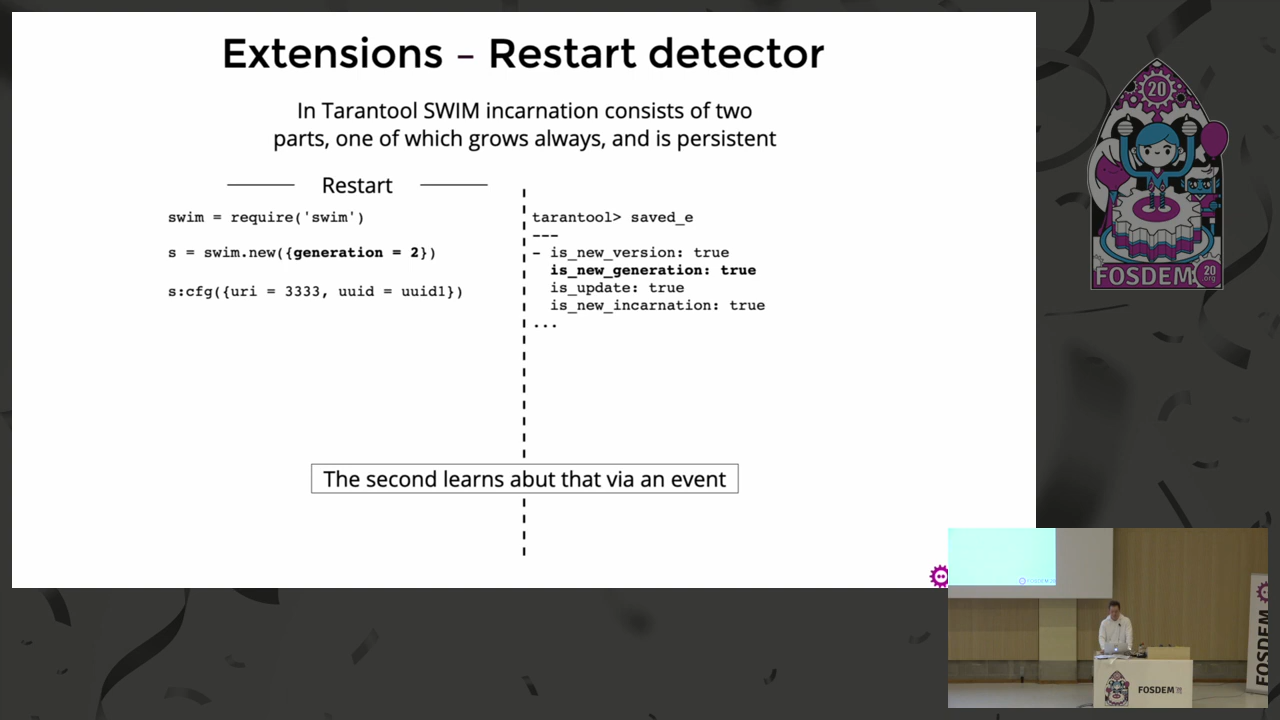 Extensions – Restart detector
In Tarantool SWIM incarnation consists of two
parts, one of which grows always, and is persistent
Restart
swim = require('swim')
s = swim.new({generation = 2})
s:cfg({uri = 3333, uuid = uuid1})
tarantool> saved_e
---
- is_new_version: true
is_new_generation: true
is_update: true
is_new_incarnation: true
...
The second learns abut that via an event
20
FOSDEM
20
.org
FOSDEM
FOSDEM